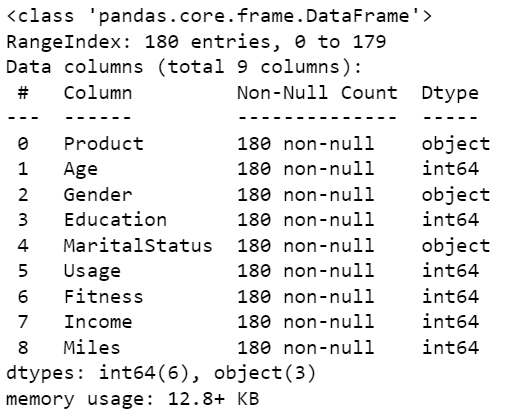 <class 'pandas.core.frame.DataFrame'>
RangeIndex: 180 entries, 0 to 179
Data columns (total 9 columns):
 #   Column         Non-Null Count  Dtype
---  ------         --------------  -----
 0   Product        180 non-null    object
 1   Age            180 non-null    int64
 2   Gender         180 non-null    object
 3   Education      180 non-null    int64
 4   MaritalStatus  180 non-null    object
 5   Usage          180 non-null    int64
 6   Fitness        180 non-null    int64
 7   Income         180 non-null    int64
 8   Miles          180 non-null    int64
dtypes: int64(6), object(3)
memory usage: 12.8+ KB